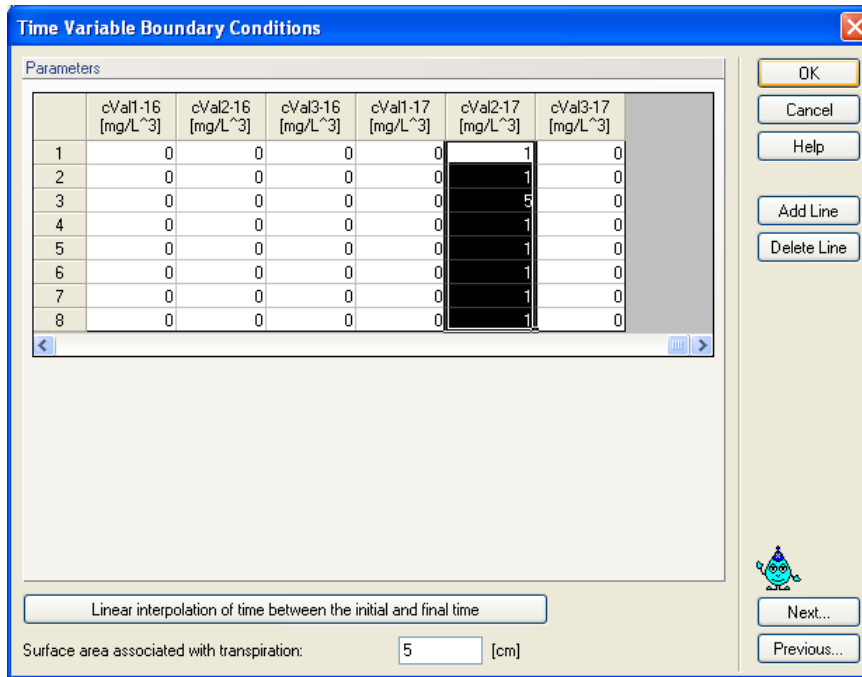 Time Variable Boundary Conditions
Parameters
cVal1-16 cVal2-16 cVal3-16 cVal1-17 cVal2-17 cVal3-17
[mg/L^3] [mg/L^3] [mg/L^3] [mg/L^3] [mg/L^3] [mg/L^3]
1 0 0 0 0 1 0
2 0 0 0 0 1 0
3 0 0 0 0 5 0
4 0 0 0 0 1 0
5 0 0 0 0 1 0
6 0 0 0 0 1 0
7 0 0 0 0 1 0
8 0 0 0 0 1 0
OK
Cancel
Help
Add Line
Delete Line
Linear interpolation of time between the initial and final time
Next...
Surface area associated with transpiration: 5 [cm]
Previous...